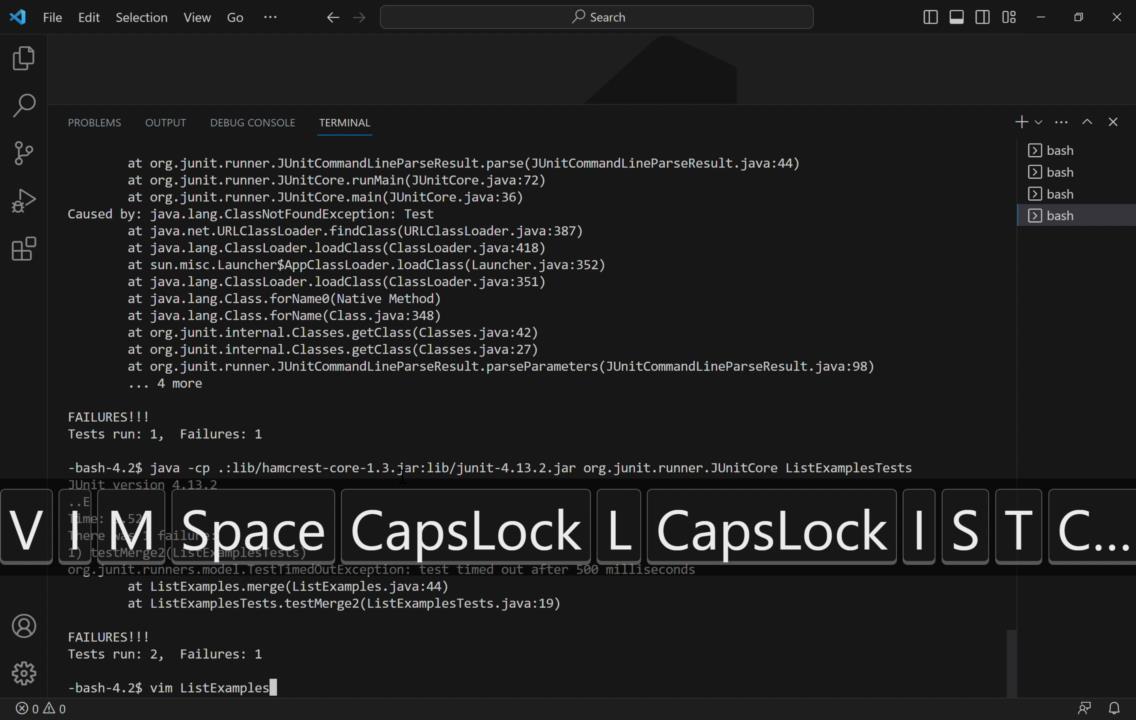 File Edit Selection View Go ... Search
PROBLEMS OUTPUT DEBUG CONSOLE TERMINAL
bash
bash
bash
bash
at org.junit.runner.JUnitCommandLineParseResult.parse(JUnitCommandLineParseResult.java:44)
at org.junit.runner.JUnitCore.runMain(JUnitCore.java:72)
at org.junit.runner.JUnitCore.main(JUnitCore.java:36)
Caused by: java.lang.ClassNotFoundException: Test
at java.net.URLClassLoader.findClass(URLClassLoader.java:387)
at java.lang.ClassLoader.loadClass(ClassLoader.java:418)
at sun.misc.Launcher$AppClassLoader.loadClass(Launcher.java:352)
at java.lang.ClassLoader.loadClass(ClassLoader.java:351)
at java.lang.Class.forName0(Native Method)
at java.lang.Class.forName(Class.java:348)
at org.junit.internal.Classes.getClass(Classes.java:42)
at org.junit.internal.Classes.getClass(Classes.java:27)
at org.junit.runner.JUnitCommandLineParseResult.parseParameters(JUnitCommandLineParseResult.java:98)
... 4 more
FAILURES!!!
Tests run: 1,  Failures: 1
-bash-4.2$ java -cp .:lib/hamcrest-core-1.3.jar:lib/junit-4.13.2.jar org.junit.runner.JUnitCore ListExamplesTests
JUnit version 4.13.2
..E
V I M Space CapsLock L CapsLock I S T C...
1) testMerge2(ListExamplesTests)
org.junit.runners.model.TestTimedOutException: test timed out after 500 milliseconds
at ListExamples.merge(ListExamples.java:44)
at ListExamplesTests.testMerge2(ListExamplesTests.java:19)
FAILURES!!!
Tests run: 2,  Failures: 1
-bash-4.2$ vim ListExamples
0 0